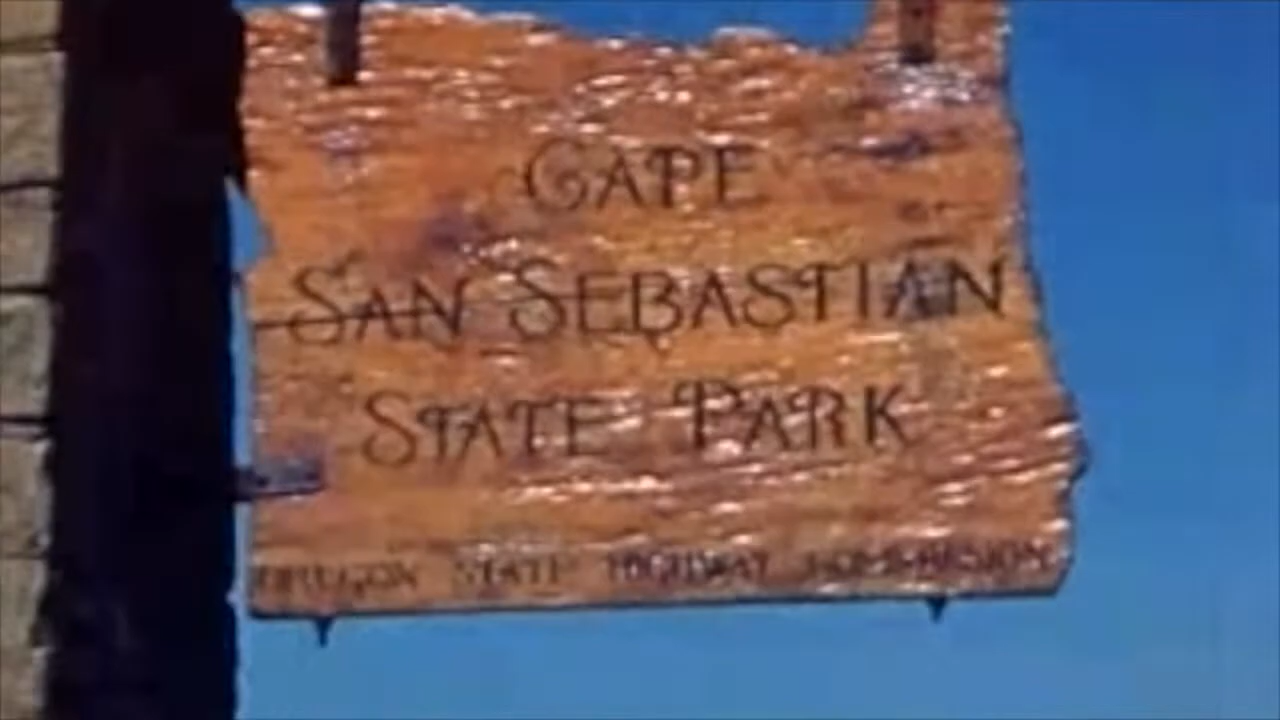 CAPE
SAN SEBASTIAN
STATE PARK
OREGON STATE HIGHWAY COMMISSION